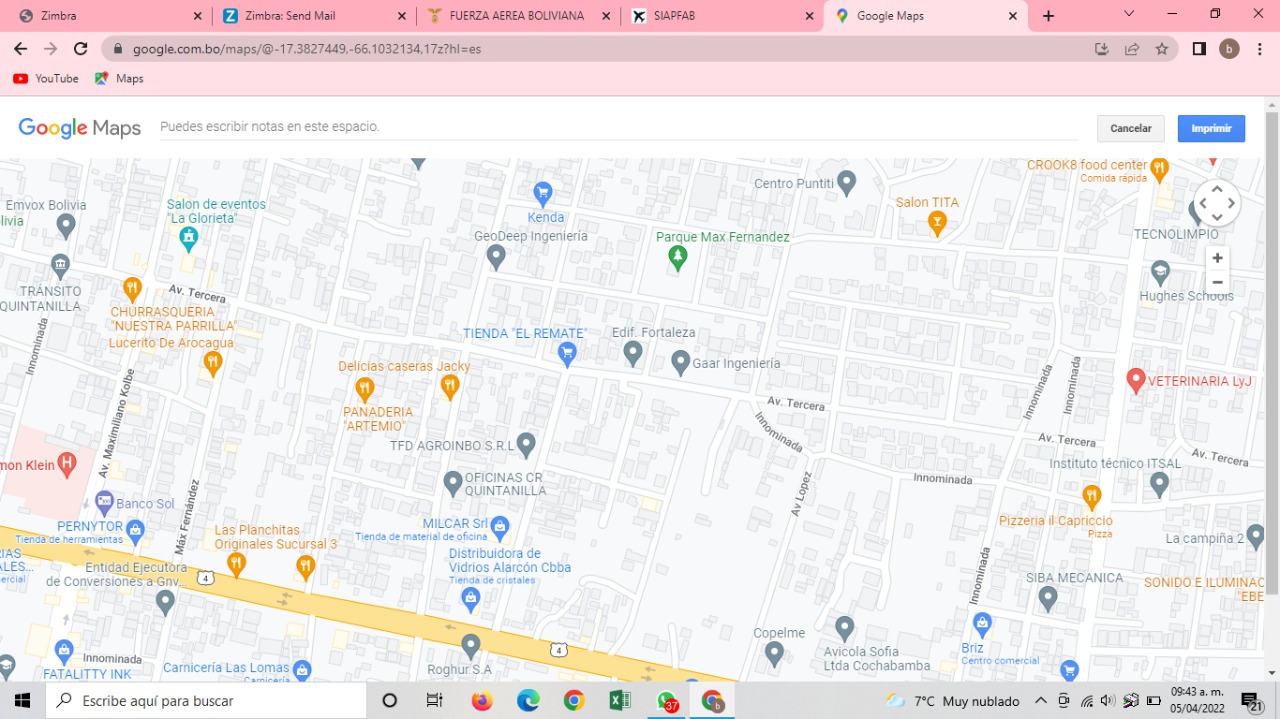 Zimbra
Zimbra: Send Mail
FUERZA AEREA BOLIVIANA
SIAPFAB
Google Maps
google.com.bo/maps/@-17.3827449,-66.1032134,17z?hl=es
b
YouTube
Maps
Google Maps
Puedes escribir notas en este espacio.
Cancelar
Imprimir
CROOK8 food center
Comida rápida
Centro Puntiti
Emvox Bolivia
livia
Salon de eventos
"La Glorieta"
Kenda
Salon TITA
GeoDeep Ingeniería
Parque Max Fernandez
TECNOLIMPIO
TRÁNSITO
QUINTANILLA
Av. Tercera
Hughes Schools
CHURRASQUERIA
"NUESTRA PARRILLA"
Lucerito De Arocagua
TIENDA "EL REMATE"
Edif. Fortaleza
Gaar Ingeniería
Innominada
Delicias caseras Jacky
VETERINARIA LyJ
Av. Maximiliano Kolbe
Innominada
Innominada
PANADERIA
"ARTEMIO"
Av. Tercera
Innominada
TFD AGROINBO S.R.L
Av. Tercera
Av. Tercera
mon Klein
H
Instituto técnico ITSAL
OFICINAS CR
QUINTANILLA
Av Lopez
Innominada
Banco Sol
Máx Fernández
PERNYTOR
Tienda de herramientas
Las Planchitas
Originales Sucursal 3
MILCAR Srl
Tienda de material de oficina
Pizzeria il Capriccio
Pizza
La campiña 2
IAS
ALES...
ercial
Distribuidora de
Vidrios Alarcón Cbba
Tienda de cristales
Entidad Ejecutora
de Conversiones a Gnv...
4
Innominada
SIBA MECANICA
SONIDO E ILUMINAC
"EBE
Copelme
4
Avicola Sofia
Ltda Cochabamba
Briz
Centro comercial
Innominada
FATALITTY INK
Carnicería Las Lomas
Carnicería
Roghur S.A
Escribe aquí para buscar
37
b
7°C Muy nublado
09:43 a. m.
05/04/2022
21